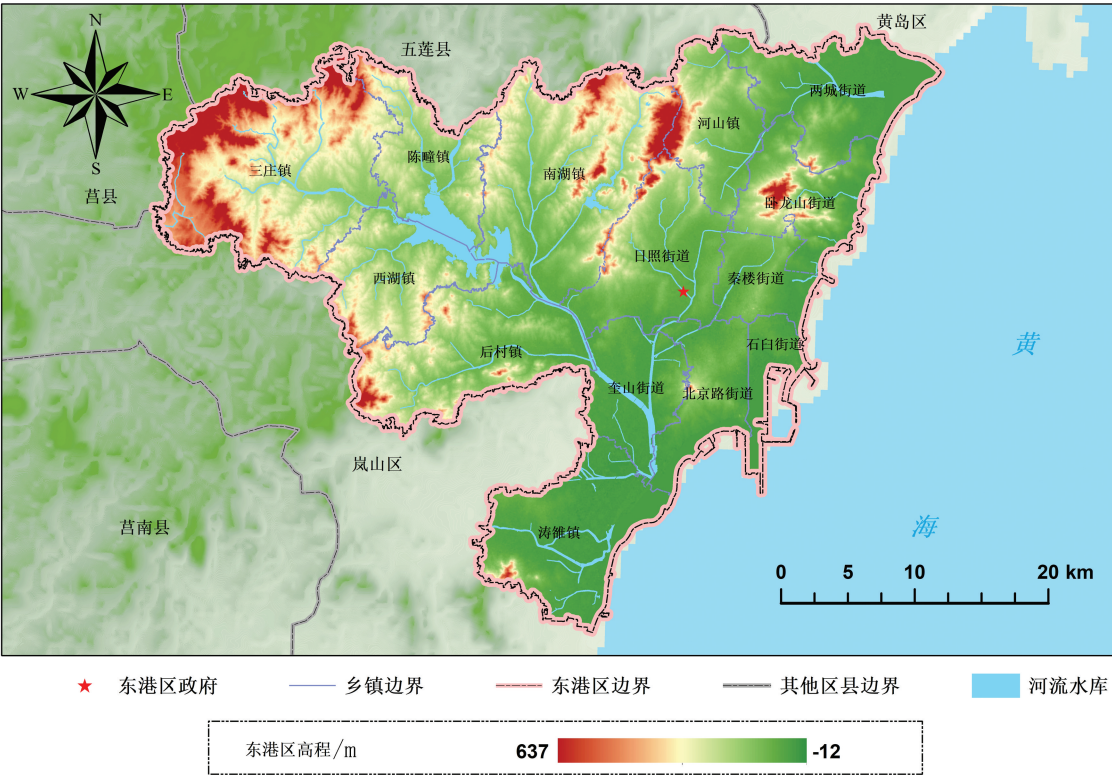 黄岛区
N
五莲县
W
E
两城街道
河山镇
S
陈疃镇
三庄镇
南湖镇
莒县
卧龙山街道
日照街道
西湖镇
秦楼街道
石臼街道
黄
后村镇
奎山街道
北京路街道
岚山区
莒南县
海
涛雒镇
0 5 10 20 km
东港区政府
乡镇边界
东港区边界
其他区县边界
河流水库
东港区高程/m
637
-12